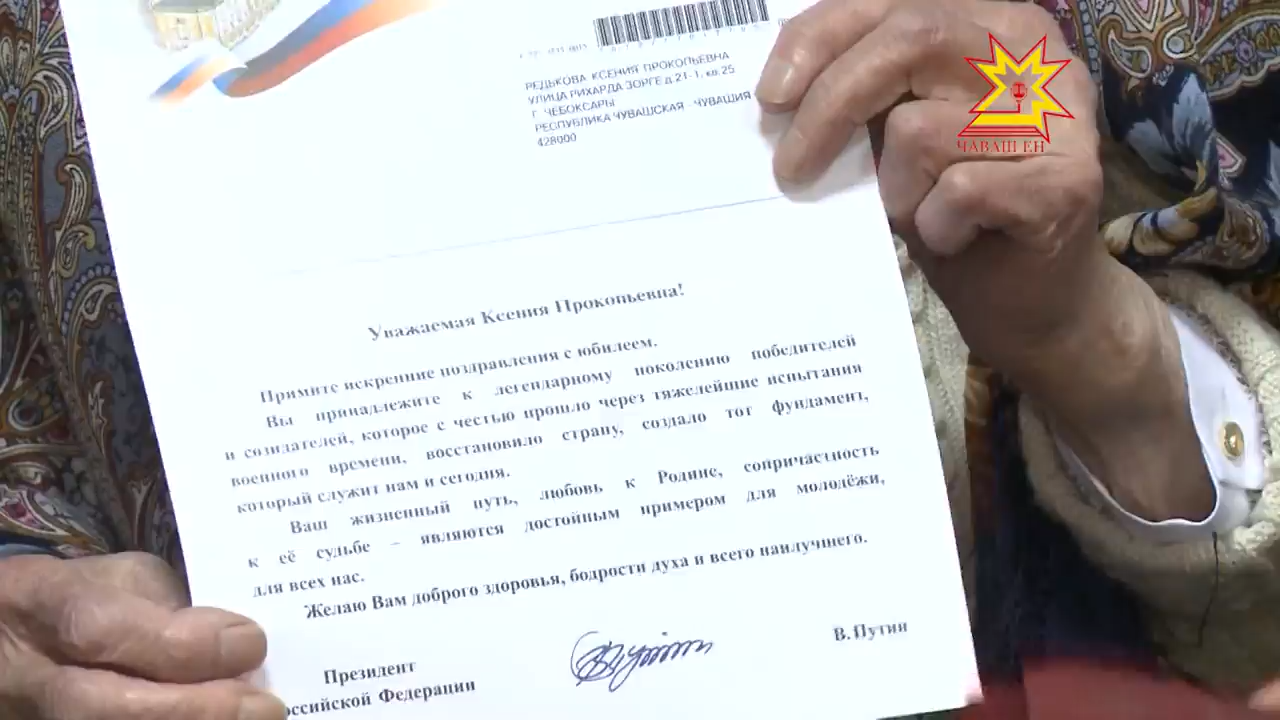 РЕДЬКОВА КСЕНИЯ ПРОКОПЬЕВНА
УЛИЦА РИХАРДА ЗОРГЕ д.21-1, кв.25
Г. ЧЕБОКСАРЫ
РЕСПУБЛИКА ЧУВАШСКАЯ - ЧУВАШИЯ
428000
ЧĂВАШ ЕН
Уважаемая Ксения Прокопьевна!
Примите искренние поздравления с юбилеем.
Вы принадлежите к легендарному поколению победителей
и созидателей, которое с честью прошло через тяжелейшие испытания
военного времени, восстановило страну, создало тот фундамент,
который служит нам и сегодня.
Ваш жизненный путь, любовь к Родине, сопричастность
к её судьбе – являются достойным примером для молодёжи,
для всех нас.
Желаю Вам доброго здоровья, бодрости духа и всего наилучшего.
Президент
оссийской Федерации
В.Путин